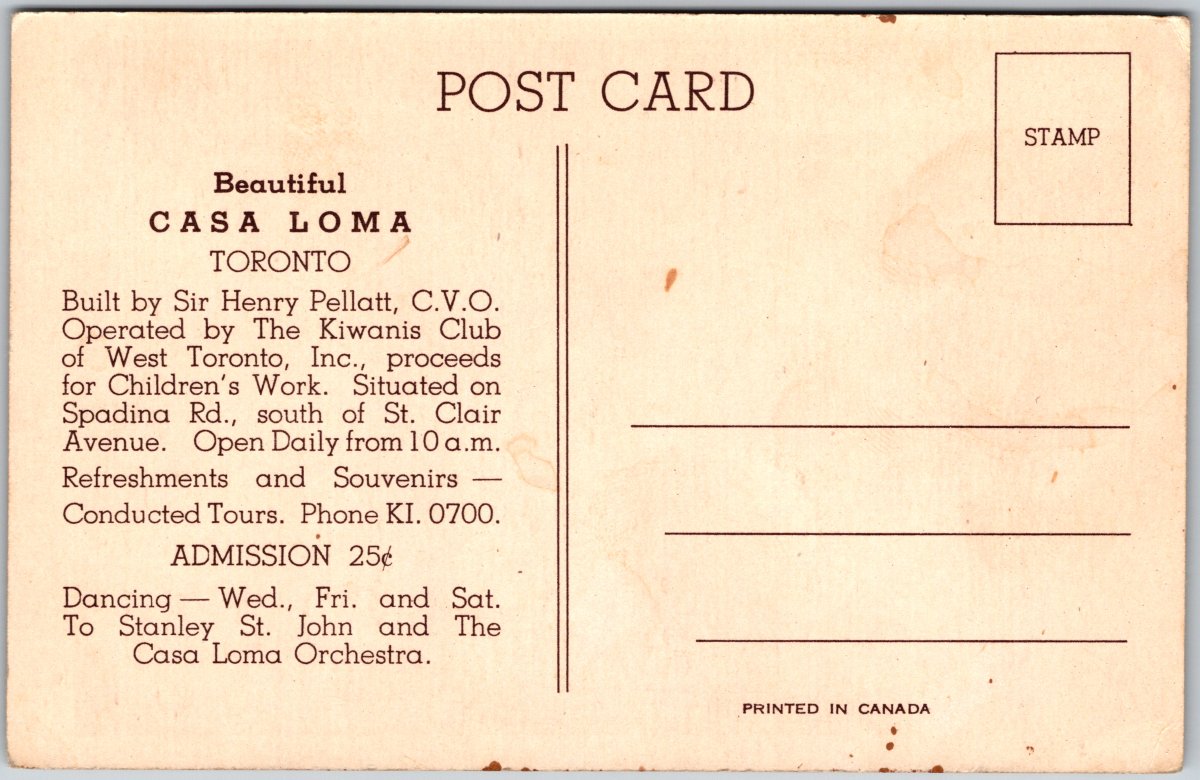 POST CARD
STAMP
Beautiful
CASA LOMA
TORONTO
Built by Sir Henry Pellatt, C.V.O.
Operated by The Kiwanis Club
of West Toronto, Inc., proceeds
for Children's Work. Situated on
Spadina Rd., south of St. Clair
Avenue. Open Daily from 10 a.m.
Refreshments and Souvenirs —
Conducted Tours. Phone KI. 0700.
ADMISSION 25¢
Dancing — Wed., Fri. and Sat.
To Stanley St. John and The
Casa Loma Orchestra.
PRINTED IN CANADA